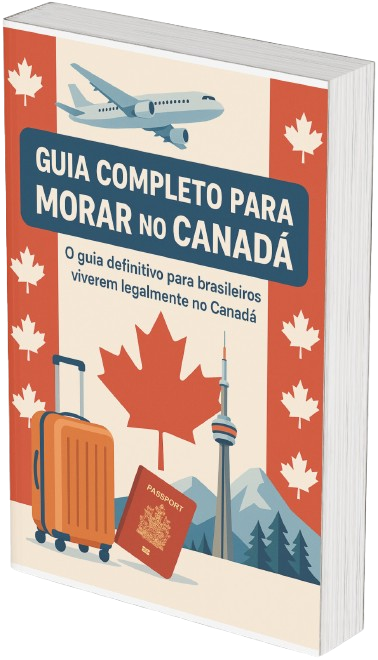 GUIA COMPLETO PARA
MORAR NO CANADÁ
O guia definitivo para brasileiros
viverem legalmente no Canadá
PASSPORT